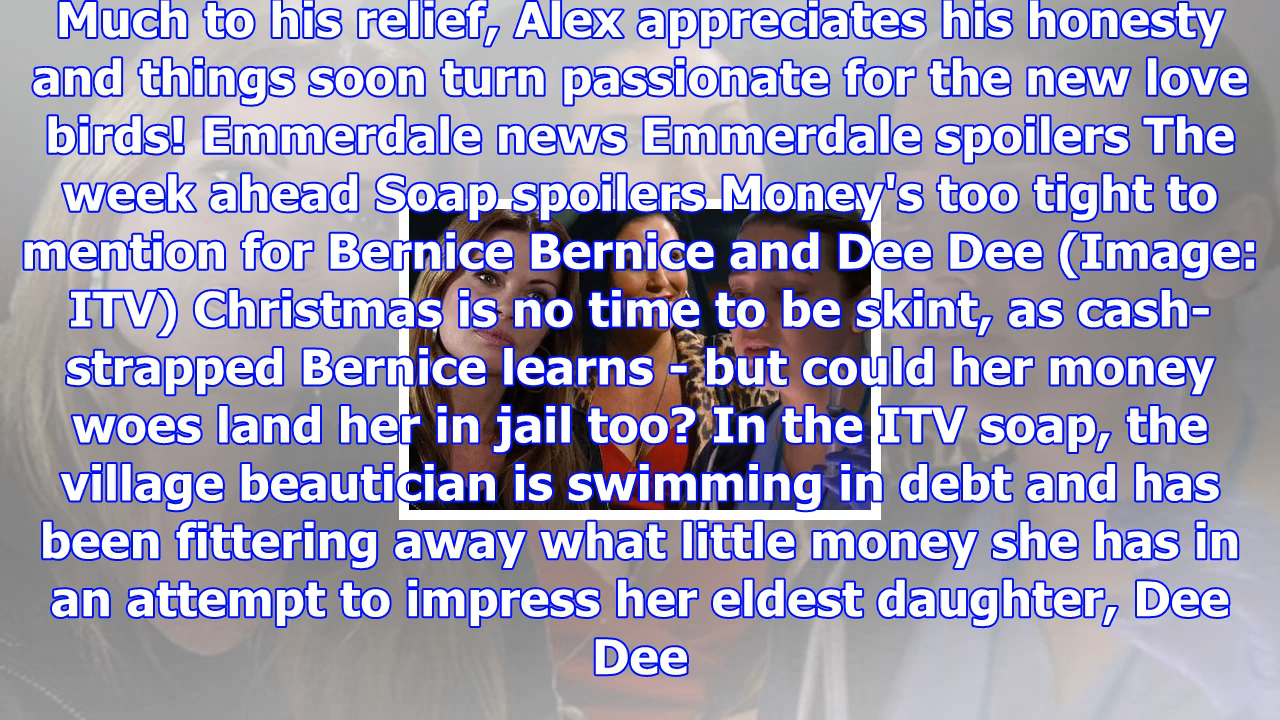 Much to his relief, Alex appreciates his honesty
and things soon turn passionate for the new love
birds! Emmerdale news Emmerdale spoilers The
week ahead Soap spoilers Money's too tight to
mention for Bernice Bernice and Dee Dee (Image:
ITV) Christmas is no time to be skint, as cash-
strapped Bernice learns - but could her money
woes land her in jail too? In the ITV soap, the
village beautician is swimming in debt and has
been fittering away what little money she has in
an attempt to impress her eldest daughter, Dee
Dee